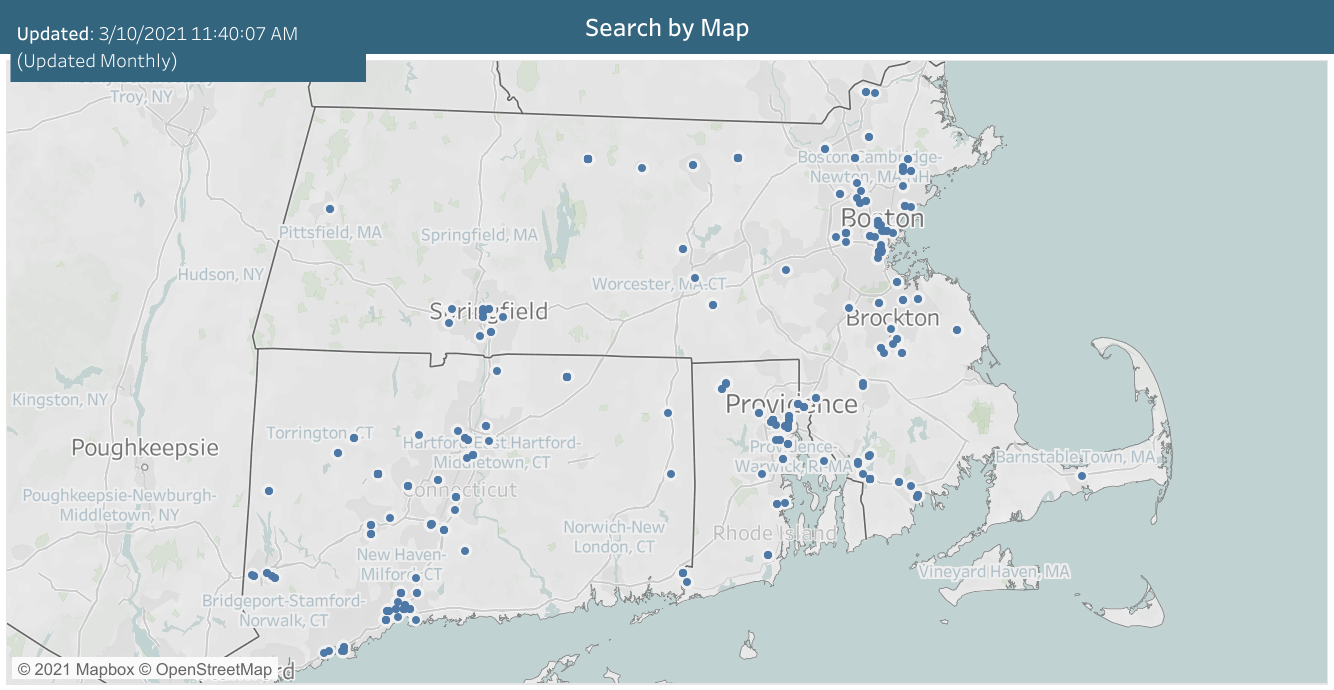 Search by Map
Updated: 3/10/2021 11:40:07 AM
(Updated Monthly)
Troy, NY
Boston-Cambridge-
Newton, MA-NH
Pittsfield, MA
Springfield, MA
Boston
Hudson, NY
Worcester, MA-CT
Springfield
Brockton
Kingston, NY
Providence
Poughkeepsie
Torrington, CT
Hartford-East Hartford-
Middletown, CT
Providence-
Warwick, RI-MA
Barnstable Town, MA
Connecticut
Poughkeepsie-Newburgh-
Middletown, NY
Norwich-New
London, CT
Rhode Island
New Haven-
Milford, CT
Vineyard Haven, MA
Bridgeport-Stamford-
Norwalk, CT
© 2021 Mapbox © OpenStreetMap